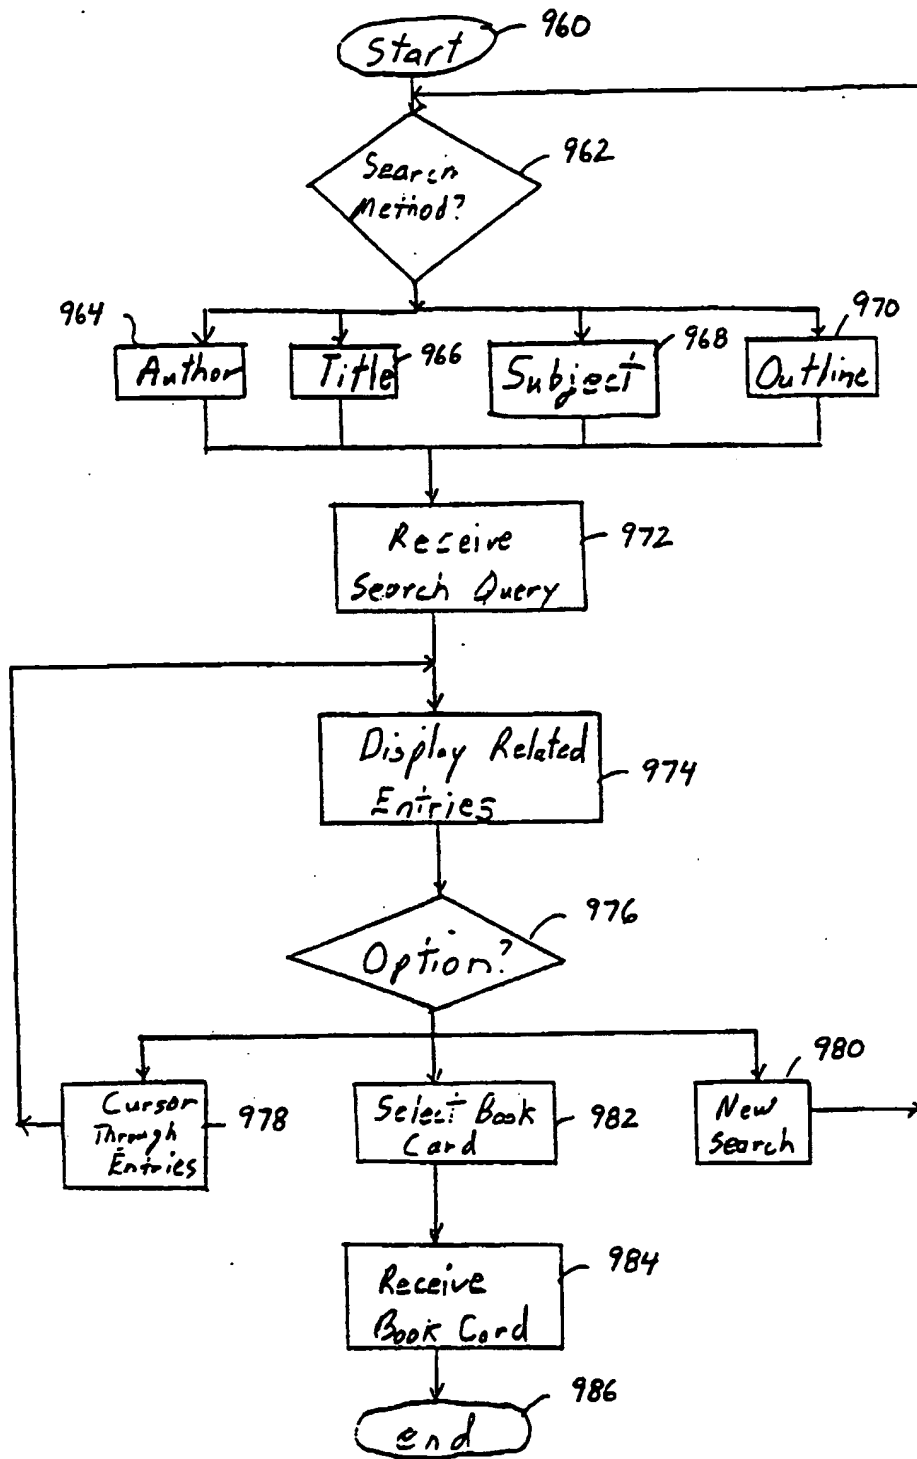 Start
960
Search
Method?
962
964
Author
Title
966
Subject
968
970
Outline
Receive
Search Query
972
Display Related
Entries
974
Option?
976
Cursor
Through
Entries
978
Select Book
Card
982
980
New
Search
Receive
Book Card
984
end
986